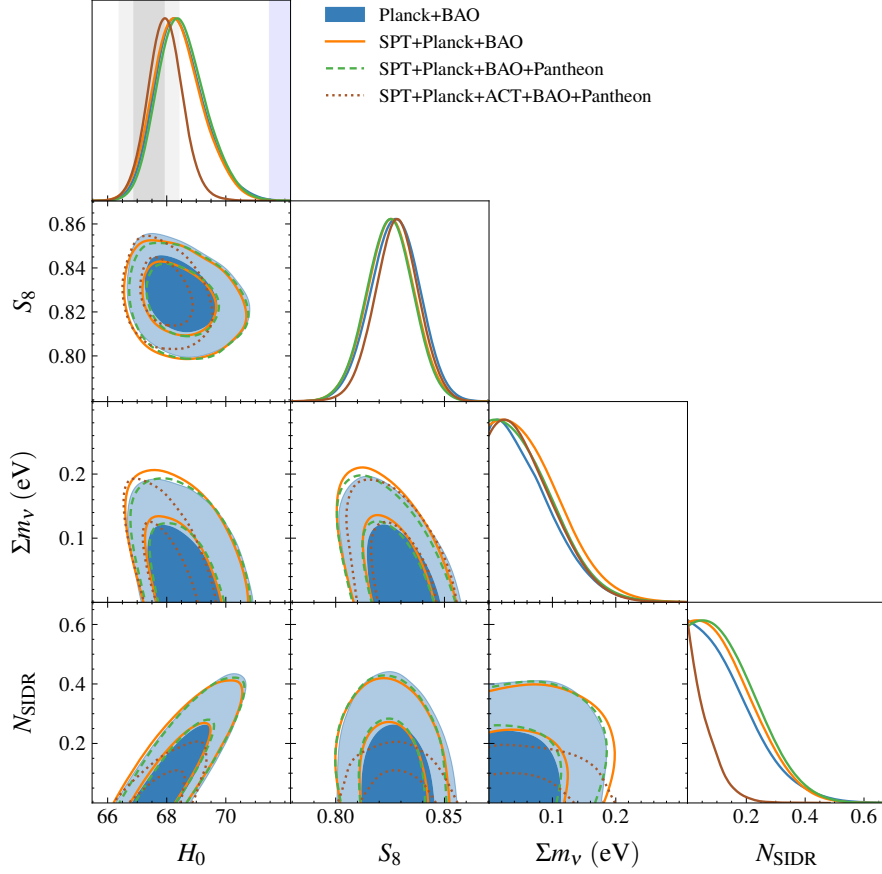 Planck+BAO
SPT+Planck+BAO
SPT+Planck+BAO+Pantheon
SPT+Planck+ACT+BAO+Pantheon
0.86
0.84
0.82
0.80
S₈
0.2
0.1
Σmν (eV)
0.6
0.4
0.2
N_SIDR
66 68 70
0.80 0.85
0.1 0.2
0.2 0.4 0.6
H₀
S₈
Σmν (eV)
N_SIDR